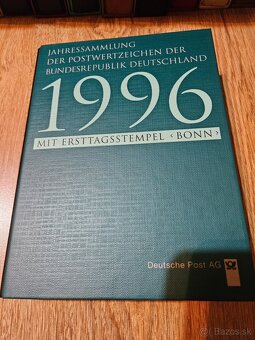 JAHRESSAMMLUNG
DER POSTWERTZEICHEN DER
BUNDESREPUBLIK DEUTSCHLAND
1996
MIT ERSTTAGSSTEMPEL ‹BONN›
Deutsche Post AG
Bazos.sk